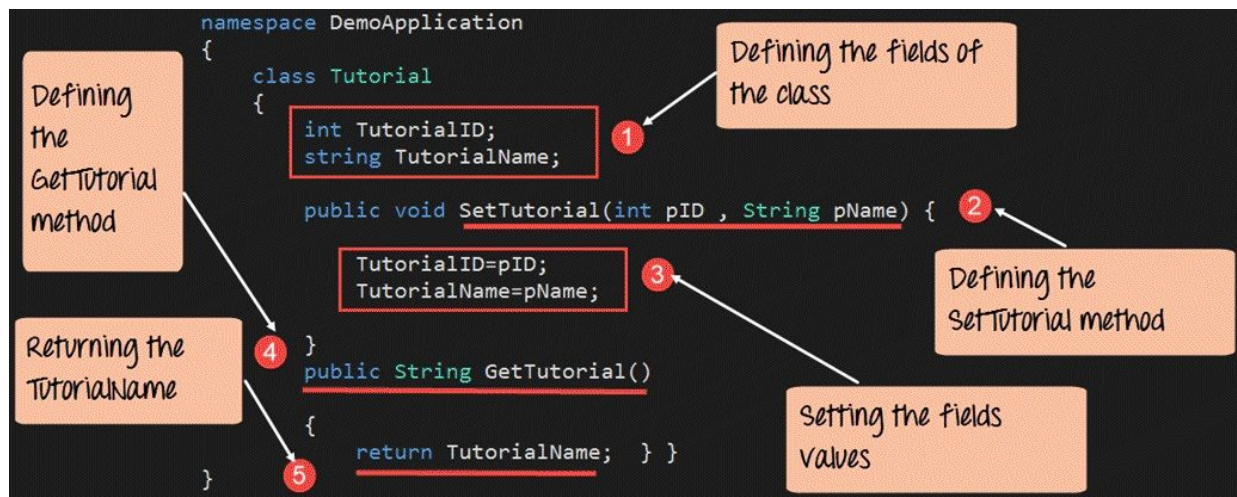 namespace DemoApplication
{
class Tutorial
{
int TutorialID;
string TutorialName;
1
Defining the fields of
the class
public void SetTutorial(int pID , String pName) {
2
Defining the
SetTutorial method
TutorialID=pID;
TutorialName=pName;
3
Setting the fields
values
}
4
Defining
the
GetTutorial
method
public String GetTutorial()
{
return TutorialName; } }
5
Returning the
TutorialName
}